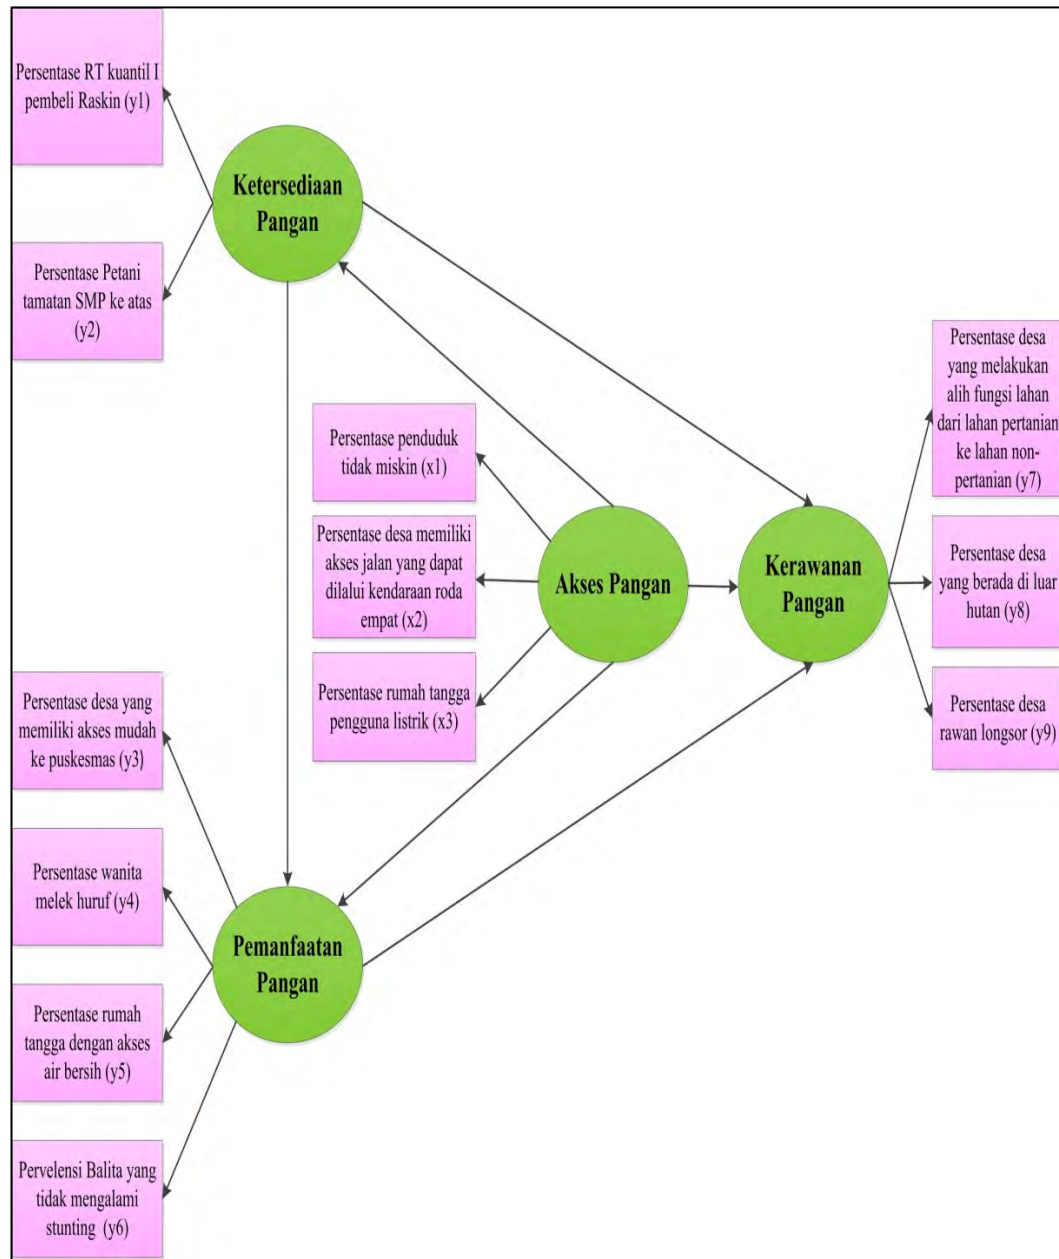 Persentase RT kuantil I
pembeli Raskin (y1)
Ketersediaan
Pangan
Persentase Petani
tamatan SMP ke atas
(y2)
Persentase desa
yang melakukan
alih fungsi lahan
dari lahan pertanian
ke lahan non-
pertanian (y7)
Persentase penduduk
tidak miskin (x1)
Persentase desa memiliki
akses jalan yang dapat
dilalui kendaraan roda
empat (x2)
Akses Pangan
Kerawanan
Pangan
Persentase desa
yang berada di luar
hutan (y8)
Persentase rumah tangga
pengguna listrik (x3)
Persentase desa
rawan longsor (y9)
Persentase desa yang
memiliki akses mudah
ke puskesmas (y3)
Persentase wanita
melek huruf (y4)
Pemanfaatan
Pangan
Persentase rumah
tangga dengan akses
air bersih (y5)
Pervelensi Balita yang
tidak mengalami
stunting (y6)